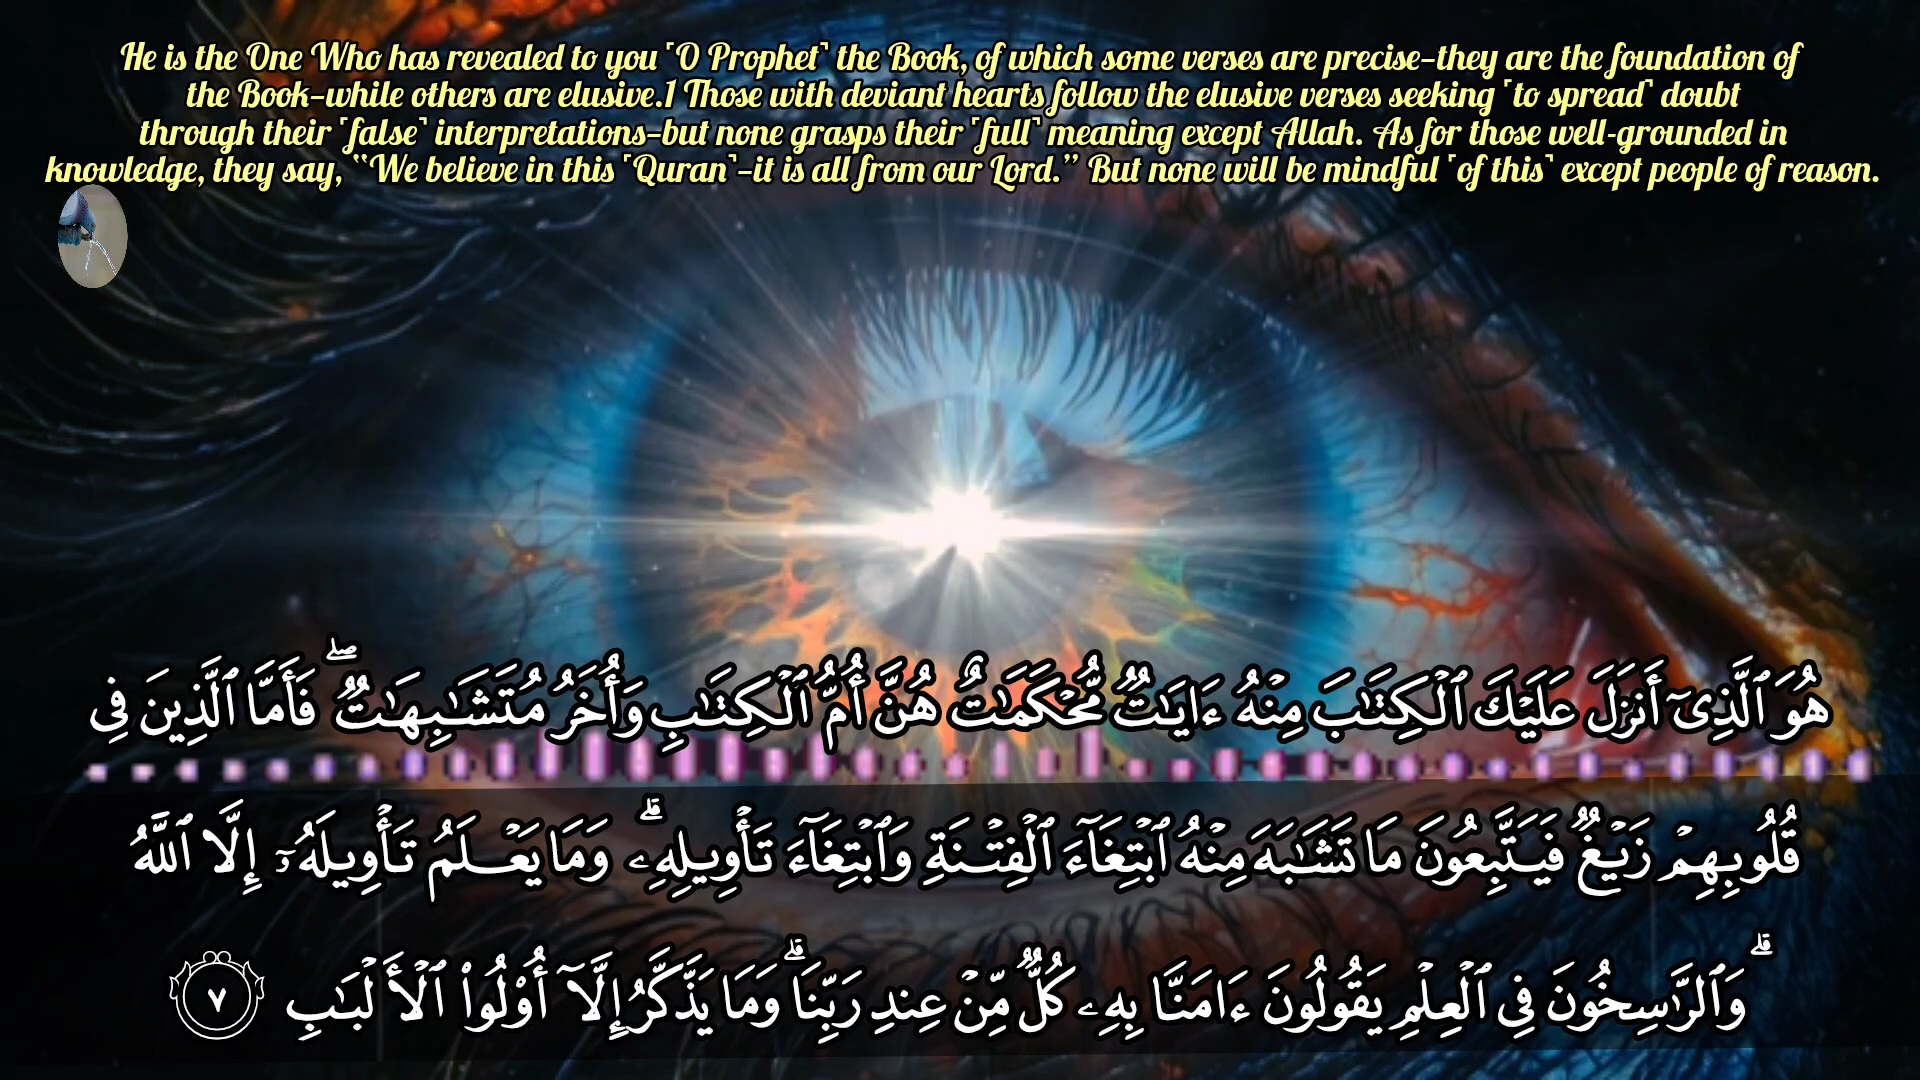 He is the One Who has revealed to you ˹O Prophet˺ the Book, of which some verses are precise—they are the foundation of
the Book—while others are elusive.1 Those with deviant hearts follow the elusive verses seeking ˹to spread˺ doubt
through their ˹false˺ interpretations—but none grasps their ˹full˺ meaning except Allah. As for those well-grounded in
knowledge, they say, “We believe in this ˹Quran˺—it is all from our Lord.” But none will be mindful ˹of this˺ except people of reason.
هُوَ ٱلَّذِىٓ أَنزَلَ عَلَيْكَ ٱلْكِتَـٰبَ مِنْهُ ءَايَـٰتٌۭ مُّحْكَمَـٰتٌ هُنَّ أُمُّ ٱلْكِتَـٰبِ وَأُخَرُ مُتَشَـٰبِهَـٰتٌۭ ۖ فَأَمَّا ٱلَّذِينَ فِى
قُلُوبِهِمْ زَيْغٌۭ فَيَتَّبِعُونَ مَا تَشَـٰبَهَ مِنْهُ ٱبْتِغَآءَ ٱلْفِتْنَةِ وَٱبْتِغَآءَ تَأْوِيلِهِۦ ۗ وَمَا يَعْلَمُ تَأْوِيلَهُۥٓ إِلَّا ٱللَّهُ
ۗ وَٱلرَّٰسِخُونَ فِى ٱلْعِلْمِ يَقُولُونَ ءَامَنَّا بِهِۦ كُلٌّۭ مِّنْ عِندِ رَبِّنَا ۗ وَمَا يَذَّكَّرُ إِلَّآ أُو۟لُوا۟ ٱلْأَلْبَـٰبِ ٧